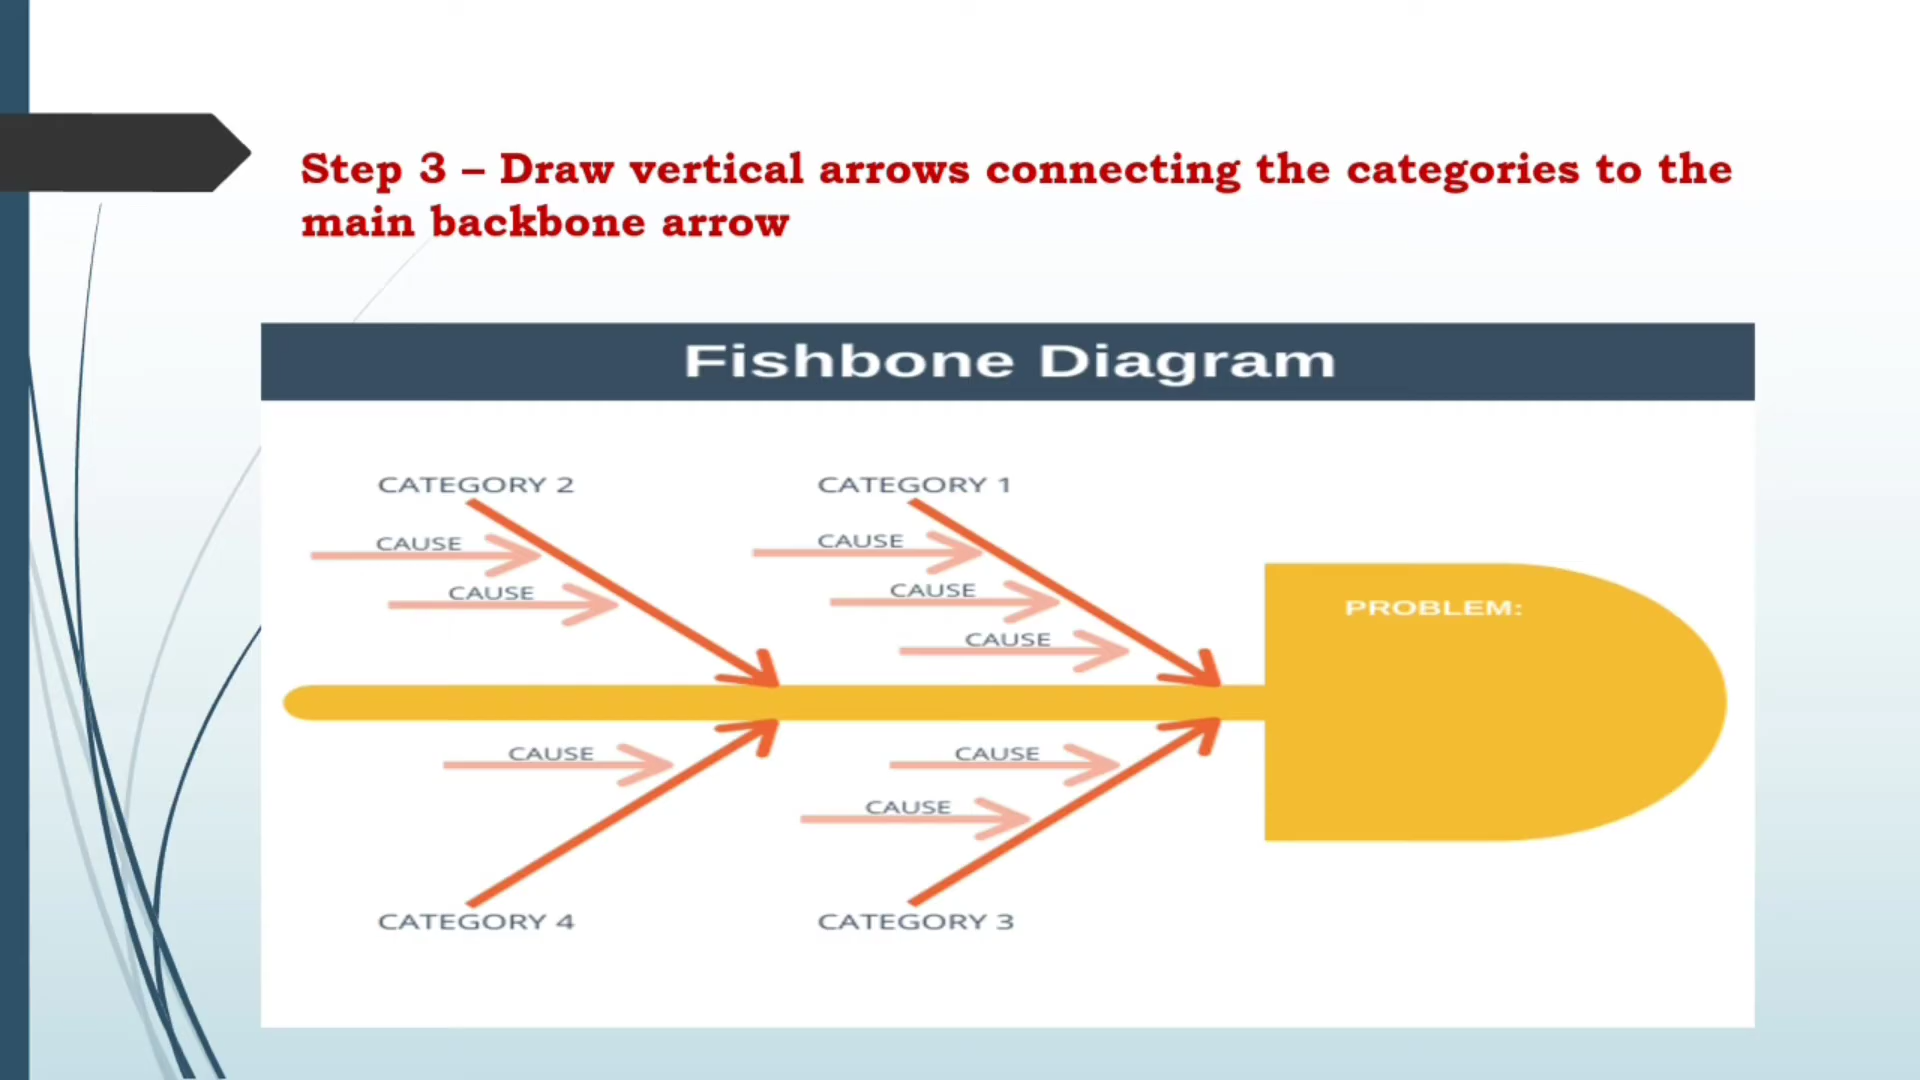 Step 3 – Draw vertical arrows connecting the categories to the
main backbone arrow
Fishbone Diagram
CATEGORY 2
CATEGORY 1
CAUSE
CAUSE
CAUSE
CAUSE
CAUSE
PROBLEM:
CAUSE
CAUSE
CAUSE
CATEGORY 4
CATEGORY 3